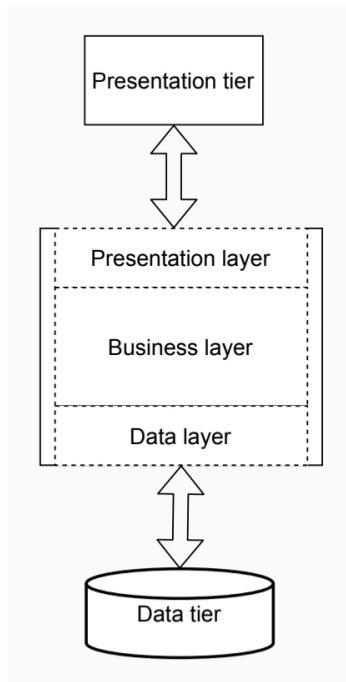 Presentation tier
Presentation layer
Business layer
Data layer
Data tier